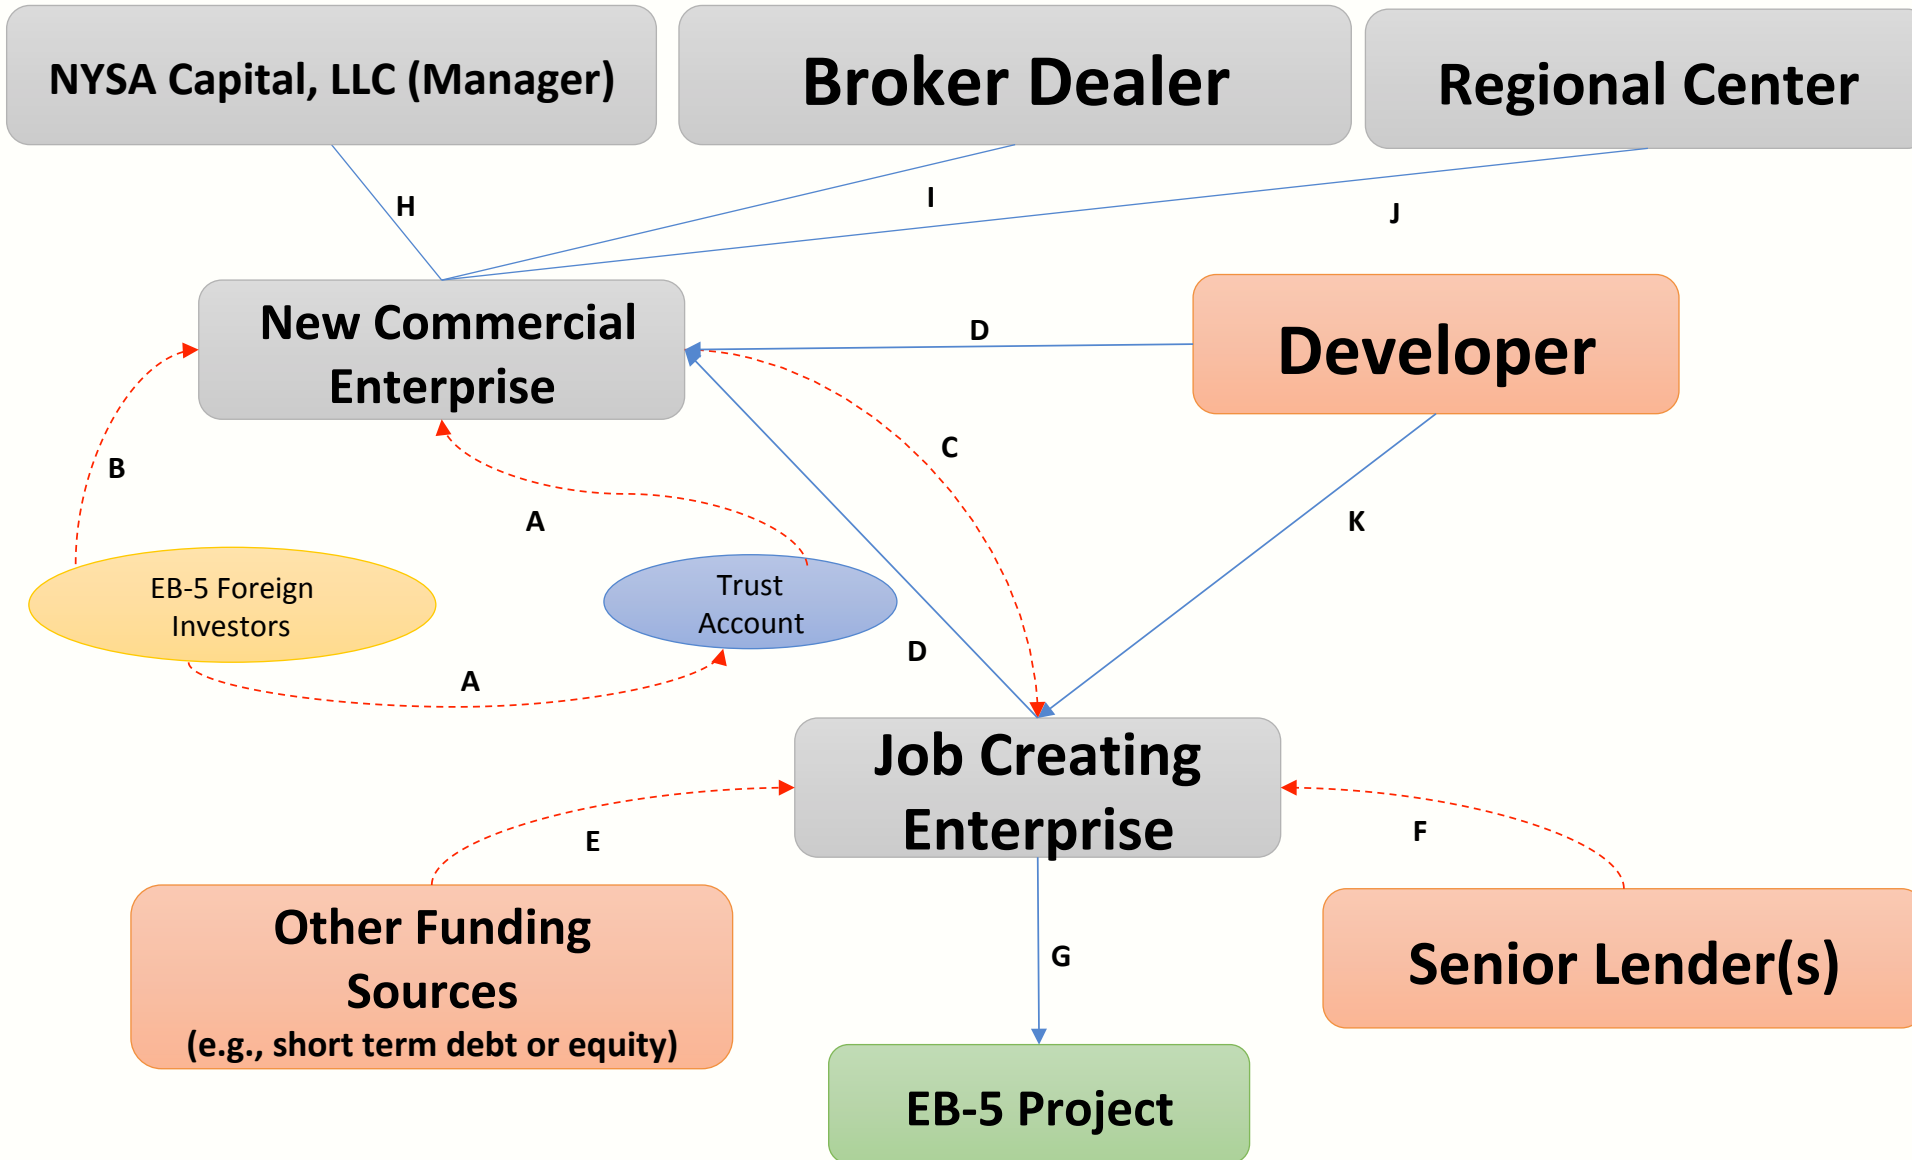 NYSA Capital, LLC (Manager)
Broker Dealer
Regional Center
H
I
J
New Commercial
Enterprise
D
Developer
B
C
A
K
EB-5 Foreign
Investors
Trust
Account
D
A
Job Creating
Enterprise
E
F
Other Funding
Sources
(e.g., short term debt or equity)
G
Senior Lender(s)
EB-5 Project